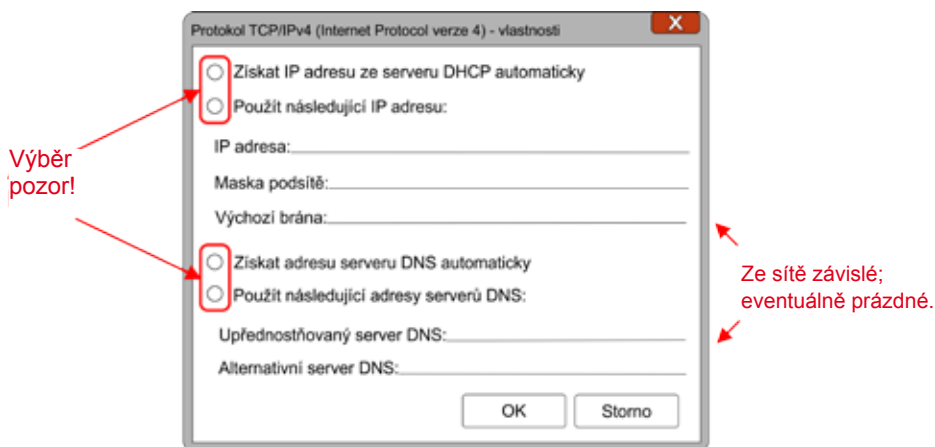 Protokol TCP/IPv4 (Internet Protocol verze 4) - vlastnosti
X
Získat IP adresu ze serveru DHCP automaticky
Použít následující IP adresu:
IP adresa:
Maska podsítě:
Výchozí brána:
Výběr
pozor!
Získat adresu serveru DNS automaticky
Použít následující adresy serverů DNS:
Upřednostňovaný server DNS:
Alternativní server DNS:
Ze sítě závislé;
eventuálně prázdné.
OK
Storno